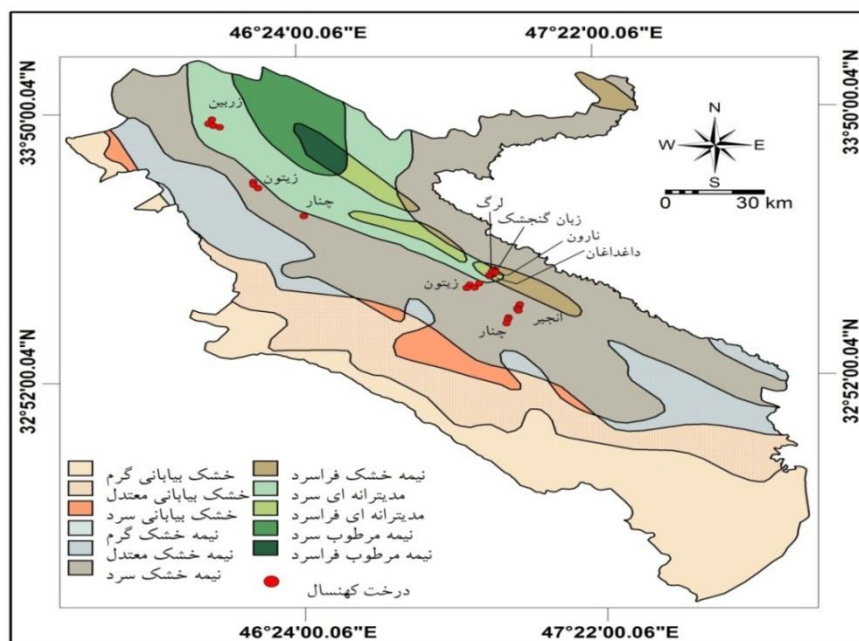 46°24'00.06"E
47°22'00.06"E
33°50'00.04"N
33°50'00.04"N
N
W E
S
0 30 km
زربین
زیتون
چنار
لرگ
زبان گنجشک
نارون
داغداغان
زیتون
انجیر
چنار
32°52'00.04"N
32°52'00.04"N
خشک بیابانی گرم
خشک بیابانی معتدل
خشک بیابانی سرد
نیمه خشک گرم
نیمه خشک معتدل
نیمه خشک سرد
نیمه خشک فراسرد
مدیترانه ای سرد
مدیترانه ای فراسرد
نیمه مرطوب سرد
نیمه مرطوب فراسرد
درخت کهنسال
46°24'00.06"E
47°22'00.06"E